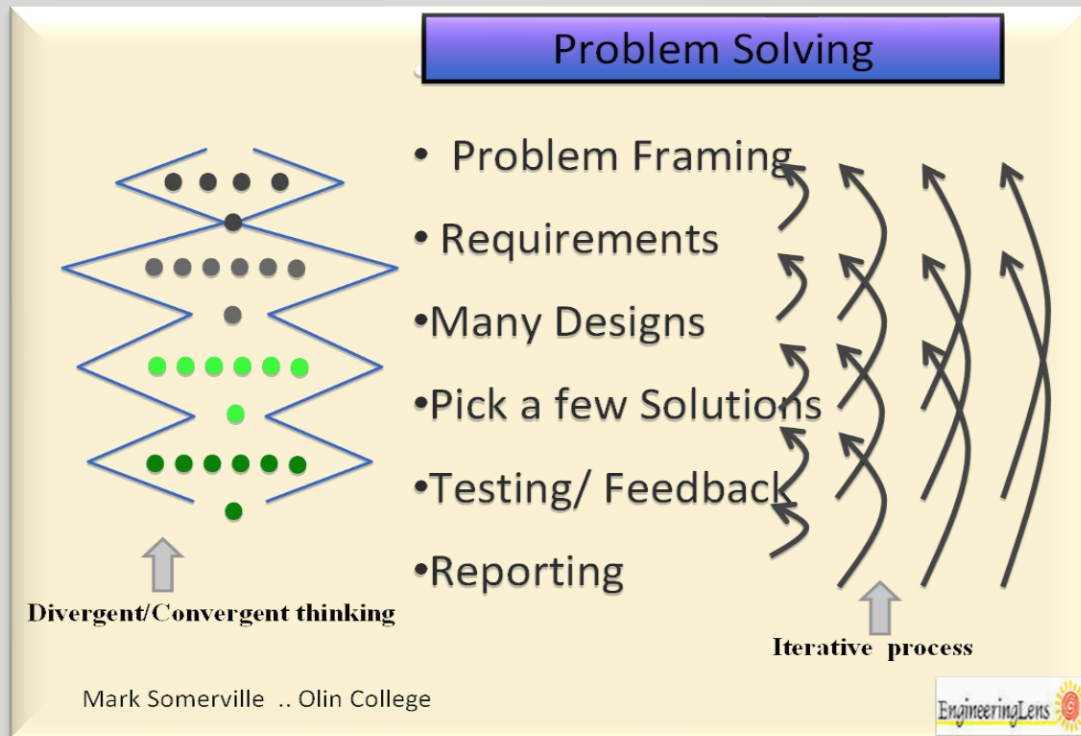 Problem Solving
• Problem Framing
• Requirements
•Many Designs
•Pick a few Solutions
•Testing/ Feedback
•Reporting
Divergent/Convergent thinking
Iterative process
Mark Somerville .. Olin College
EngineeringLens